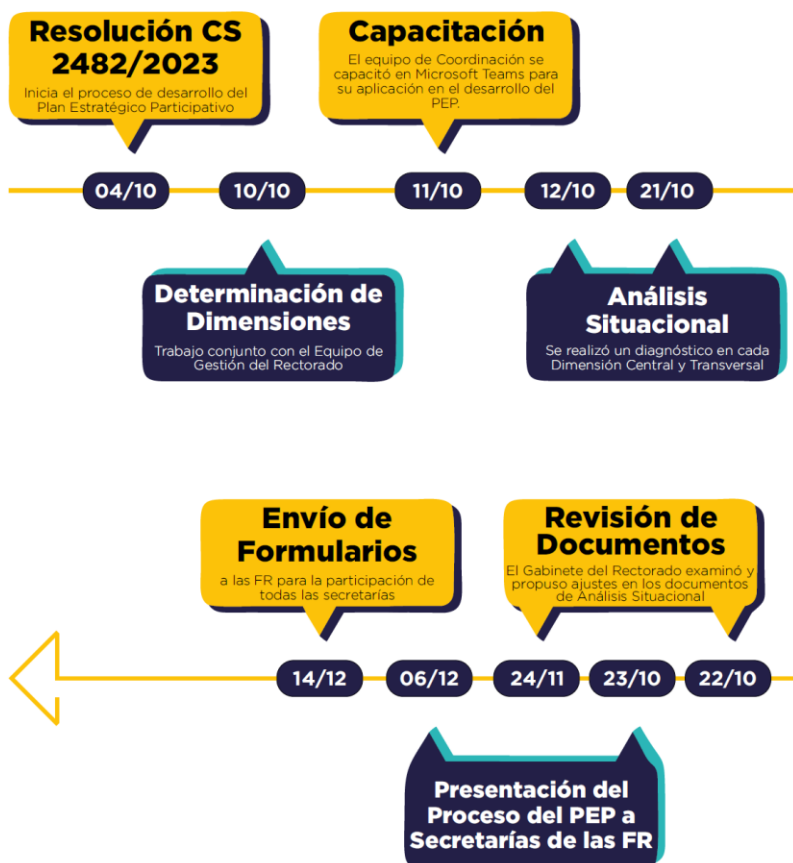 Resolución CS
2482/2023
Inicia el proceso de desarrollo del
Plan Estratégico Participativo
Capacitación
El equipo de Coordinación se
capacitó en Microsoft Teams para
su aplicación en el desarrollo del
PEP.
04/10
10/10
11/10
12/10
21/10
Determinación de
Dimensiones
Trabajo conjunto con el Equipo de
Gestión del Rectorado
Análisis
Situacional
Se realizó un diagnóstico en cada
Dimensión Central y Transversal
Envío de
Formularios
a las FR para la participación de
todas las secretarías
Revisión de
Documentos
El Gabinete del Rectorado examinó y
propuso ajustes en los documentos
de Análisis Situacional
14/12
06/12
24/11
23/10
22/10
Presentación del
Proceso del PEP a
Secretarías de las FR